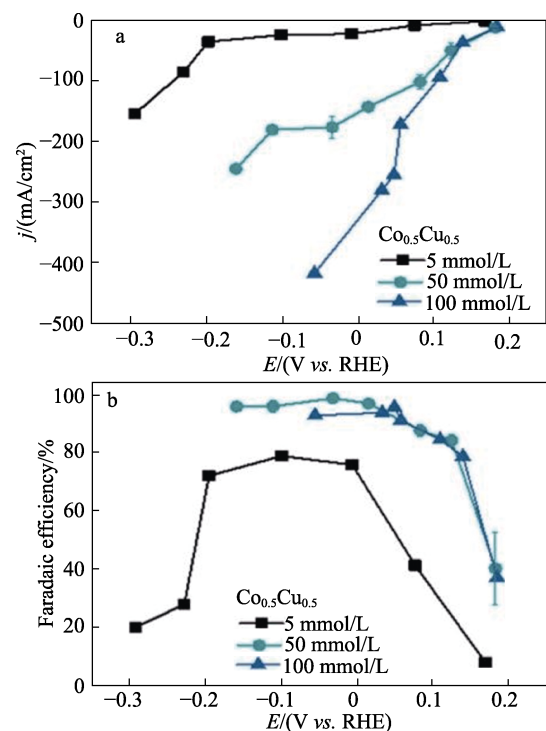 a
0
−100
−200
−300
−400
−500
j/(mA/cm²)
Co₀.₅Cu₀.₅
5 mmol/L
50 mmol/L
100 mmol/L
−0.3 −0.2 −0.1 0 0.1 0.2
E/(V vs. RHE)
b
100
80
60
40
20
0
Faradaic efficiency/%
Co₀.₅Cu₀.₅
5 mmol/L
50 mmol/L
100 mmol/L
−0.3 −0.2 −0.1 0 0.1 0.2
E/(V vs. RHE)